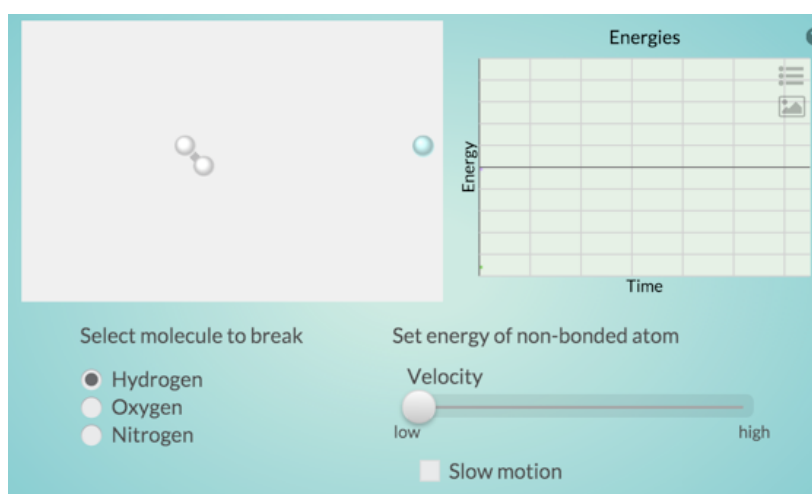 Energies
Energy
Time
Select molecule to break
Set energy of non-bonded atom
Hydrogen
Oxygen
Nitrogen
Velocity
low
high
Slow motion